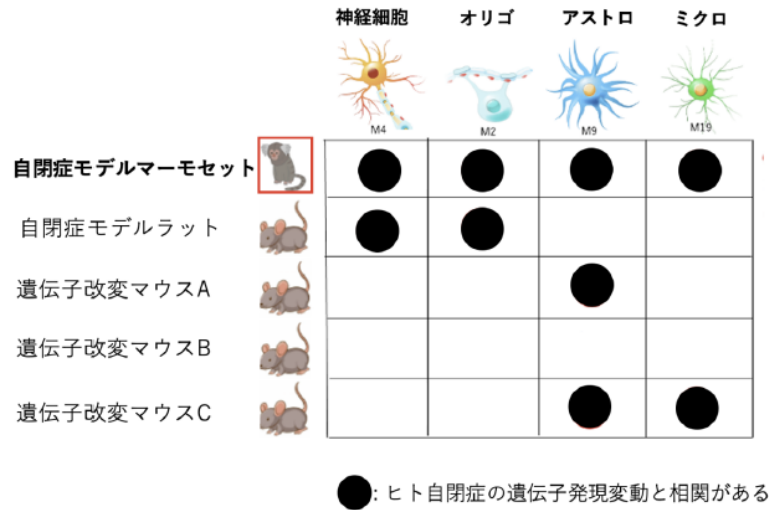 神経細胞 オリゴ アストロ ミクロ
M4 M2 M9 M19
自閉症モデルマーモセット
自閉症モデルラット
遺伝子改変マウスA
遺伝子改変マウスB
遺伝子改変マウスC
: ヒト自閉症の遺伝子発現変動と相関がある